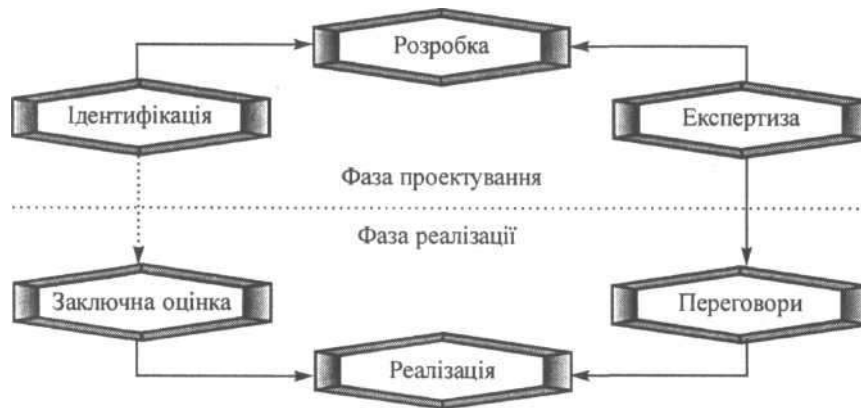 Розробка
Ідентифікація
Експертиза
Фаза проектування
Фаза реалізації
Заключна оцінка
Переговори
Реалізація